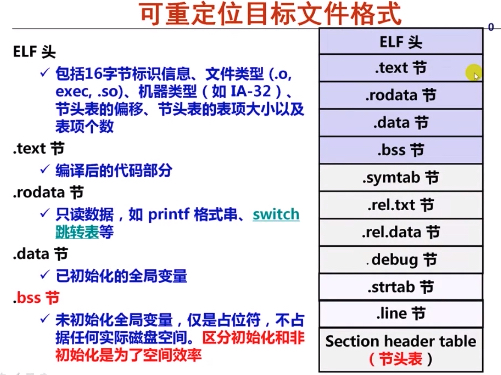 可重定位目标文件格式
ELF 头
✓ 包括16字节标识信息、文件类型 (.o,
exec, .so)、机器类型（如 IA-32）、
节头表的偏移、节头表的表项大小以及
表项个数
.text 节
✓ 编译后的代码部分
.rodata 节
✓ 只读数据，如 printf 格式串、switch
跳转表等
.data 节
✓ 已初始化的全局变量
.bss 节
✓ 未初始化全局变量，仅是占位符，不占
据任何实际磁盘空间。区分初始化和非
初始化是为了空间效率
0
ELF 头
.text 节
.rodata 节
.data 节
.bss 节
.symtab 节
.rel.txt 节
.rel.data 节
.debug 节
.strtab 节
.line 节
Section header table
（节头表）